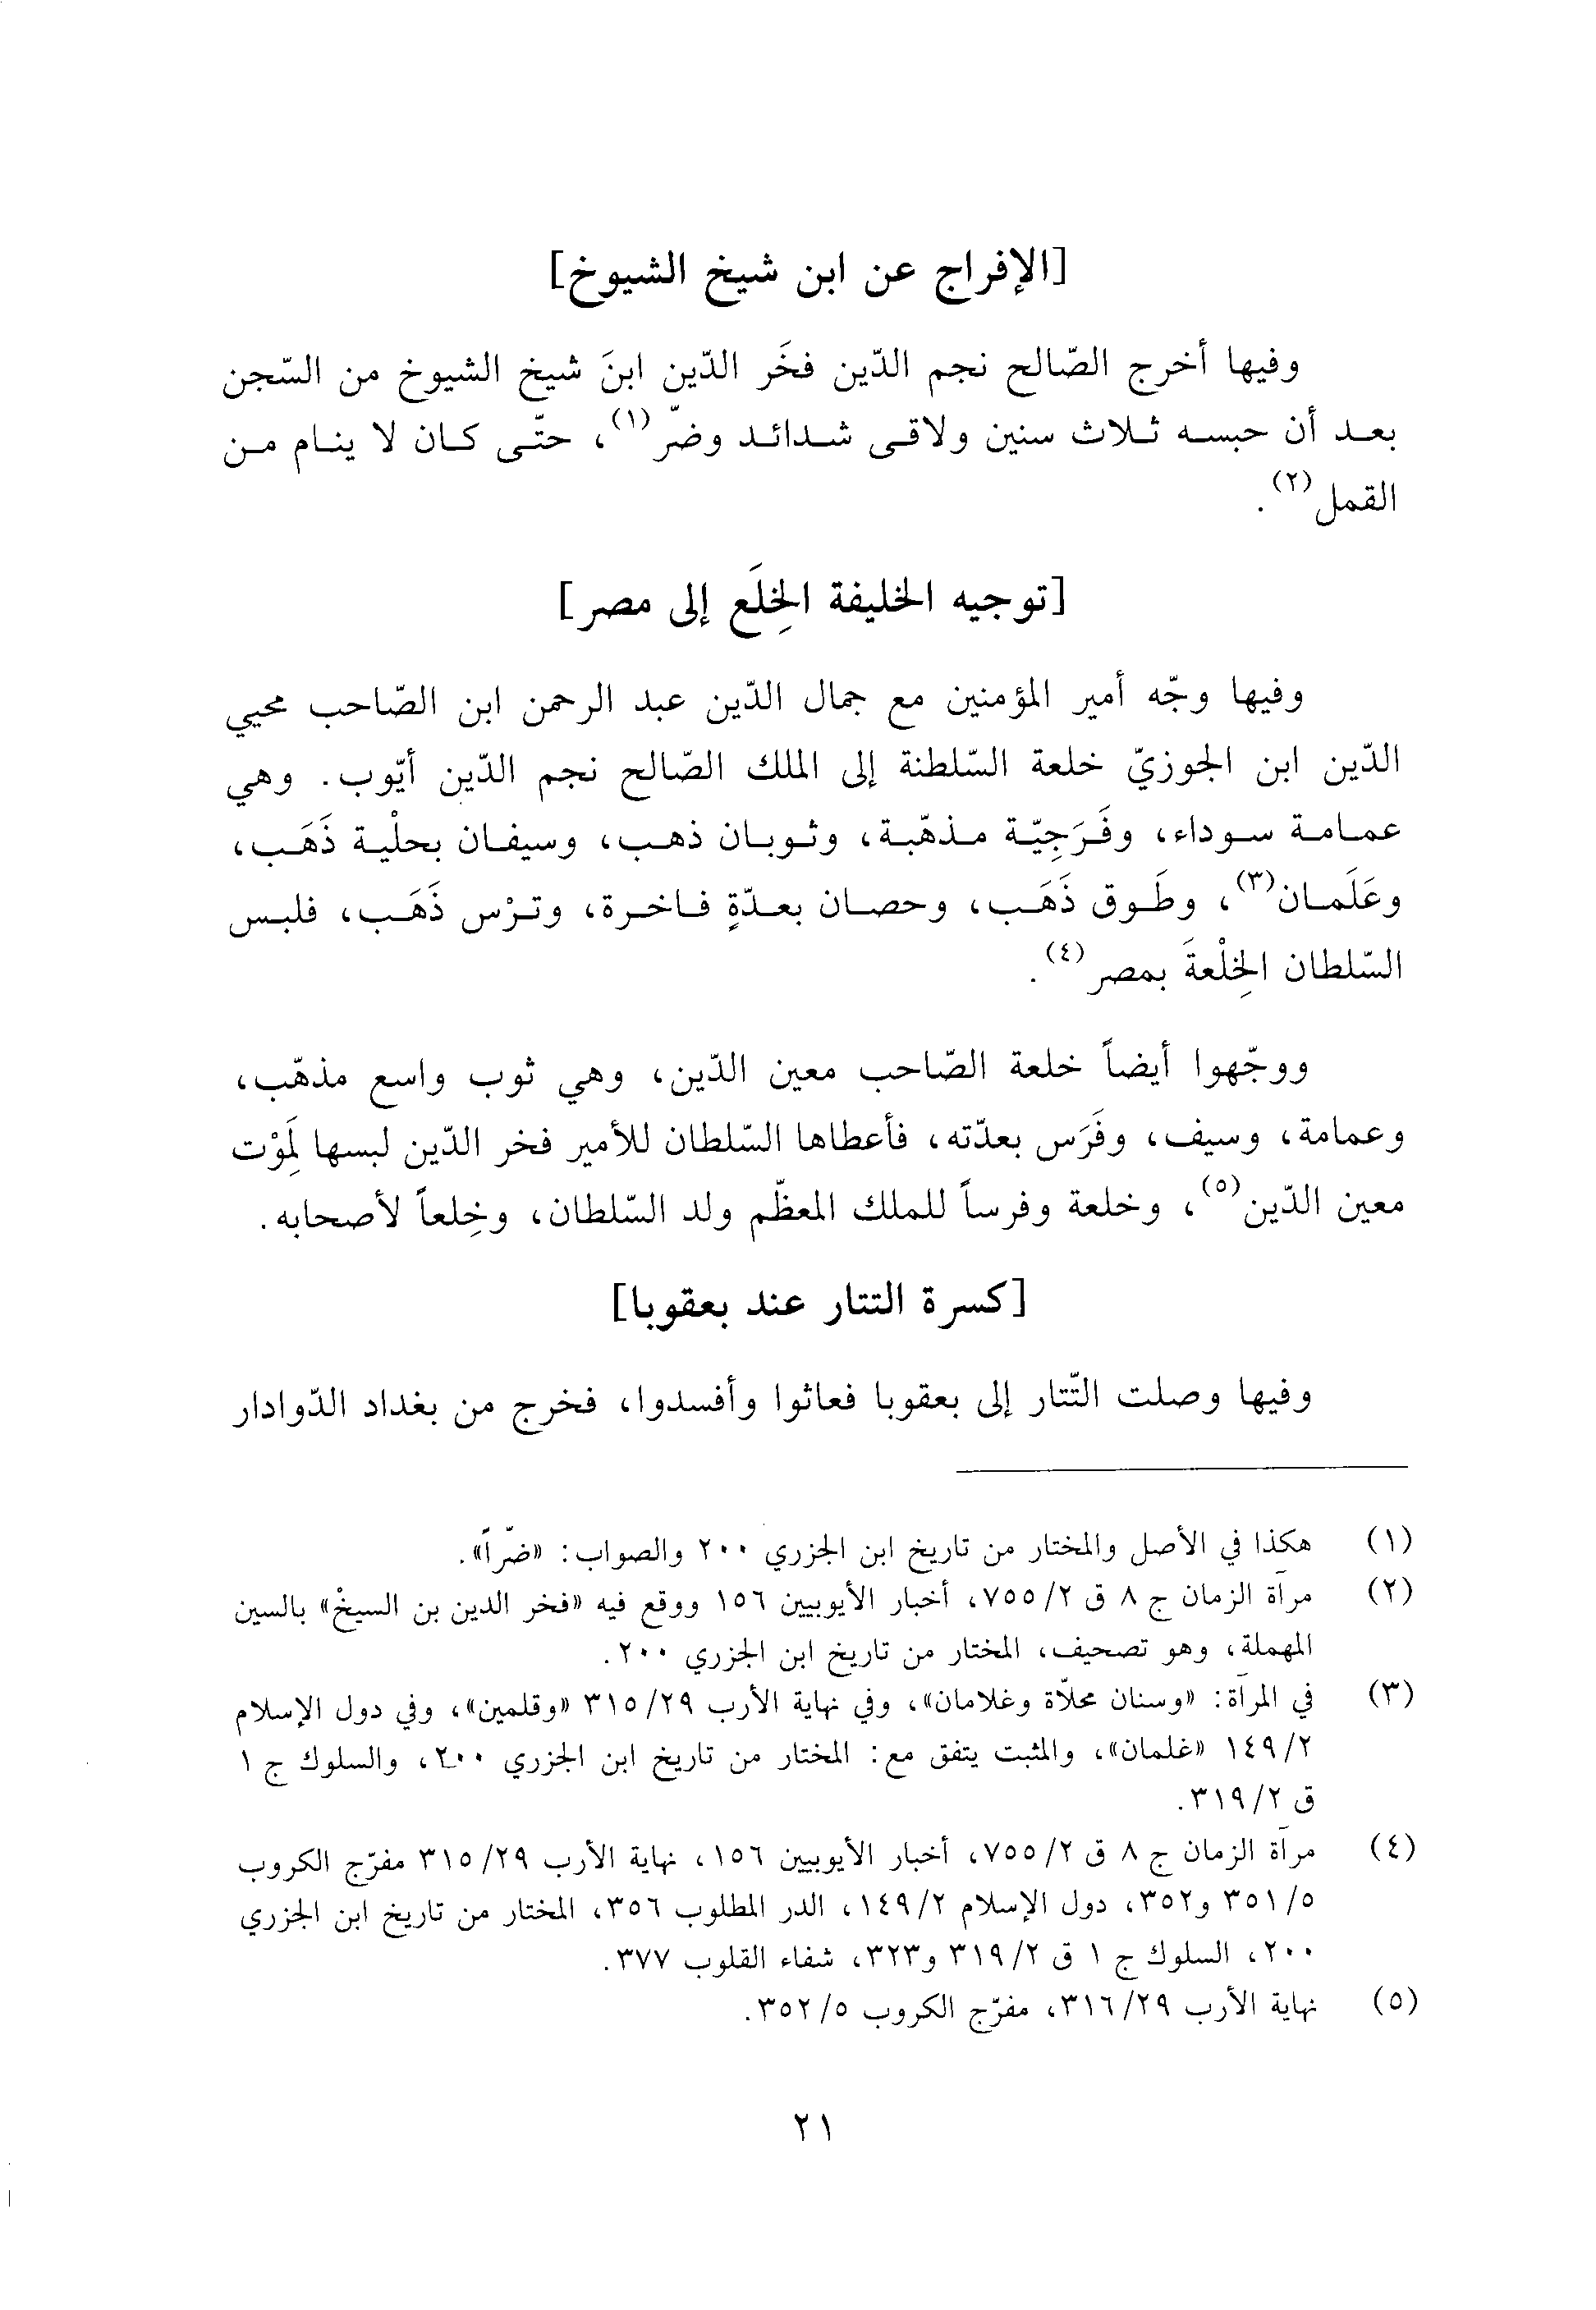 [الإفراج عن ابن شيخ الشيوخ]
وفيها أخرج الصّالح نجم الدّين فخَر الدّين ابنَ شيخ الشيوخ من السّجن
بعد أن حبسه ثلاث سنين ولاقى شدائد وضرّ(١)، حتّى كان لا ينام من
القمل(٢).
[توجيه الخليفة الخِلَع إلى مصر]
وفيها وجّه أمير المؤمنين مع جمال الدّين عبد الرحمن ابن الصّاحب محيي
الدّين ابن الجوزيّ خلعة السّلطنة إلى الملك الصّالح نجم الدّين أيّوب. وهي
عمامة سوداء، وفَرَجِيّة مذهّبة، وثوبان ذهب، وسيفان بحلْية ذَهَب،
وعَلَمان(٣)، وطَوق ذَهَب، وحصان بعدّةٍ فاخرة، وترْس ذَهَب، فلبس
السّلطان الخِلْعةَ بمصر(٤).
ووجّهوا أيضاً خلعة الصّاحب معين الدّين، وهي ثوب واسع مذهّب،
وعمامة، وسيف، وفَرَس بعدّته، فأعطاها السّلطان للأمير فخر الدّين لبسها لَمِوْت
معين الدّين(٥)، وخلعة وفرساً للملك المعظّم ولد السّلطان، وخِلعاً لأصحابه.
[كسرة التتار عند بعقوبا]
وفيها وصلت التّتار إلى بعقوبا فعاثوا وأفسدوا، فخرج من بغداد الدّوادار
(١) هكذا في الأصل والمختار من تاريخ ابن الجزري ٢٠٠ والصواب: «ضرّاً».
(٢) مرآة الزمان ج ٨ ق ٢/٧٥٥، أخبار الأيوبيين ١٥٦ ووقع فيه «فخر الدين بن السيخْ» بالسين
المهملة، وهو تصحيف، المختار من تاريخ ابن الجزري ٢٠٠.
(٣) في المرآة: «وسنان محلاّة وغلامان»، وفي نهاية الأرب ٢٩/٣١٥ «وقلمين»، وفي دول الإسلام
٢/١٤٩ «غلمان»، والمثبت يتفق مع: المختار من تاريخ ابن الجزري ٢٠٠، والسلوك ج ١
ق ٢/٣١٩.
(٤) مرآة الزمان ج ٨ ق ٢/٧٥٥، أخبار الأيوبيين ١٥٦، نهاية الأرب ٢٩/٣١٥ مفرّج الكروب
٥/٣٥١ و٣٥٢، دول الإسلام ٢/١٤٩، الدر المطلوب ٣٥٦، المختار من تاريخ ابن الجزري
٢٠٠، السلوك ج ١ ق ٢/٣١٩ و٣٢٣، شفاء القلوب ٣٧٧.
(٥) نهاية الأرب ٢٩/٣١٦، مفرّج الكروب ٥/٣٥٢.
٢١